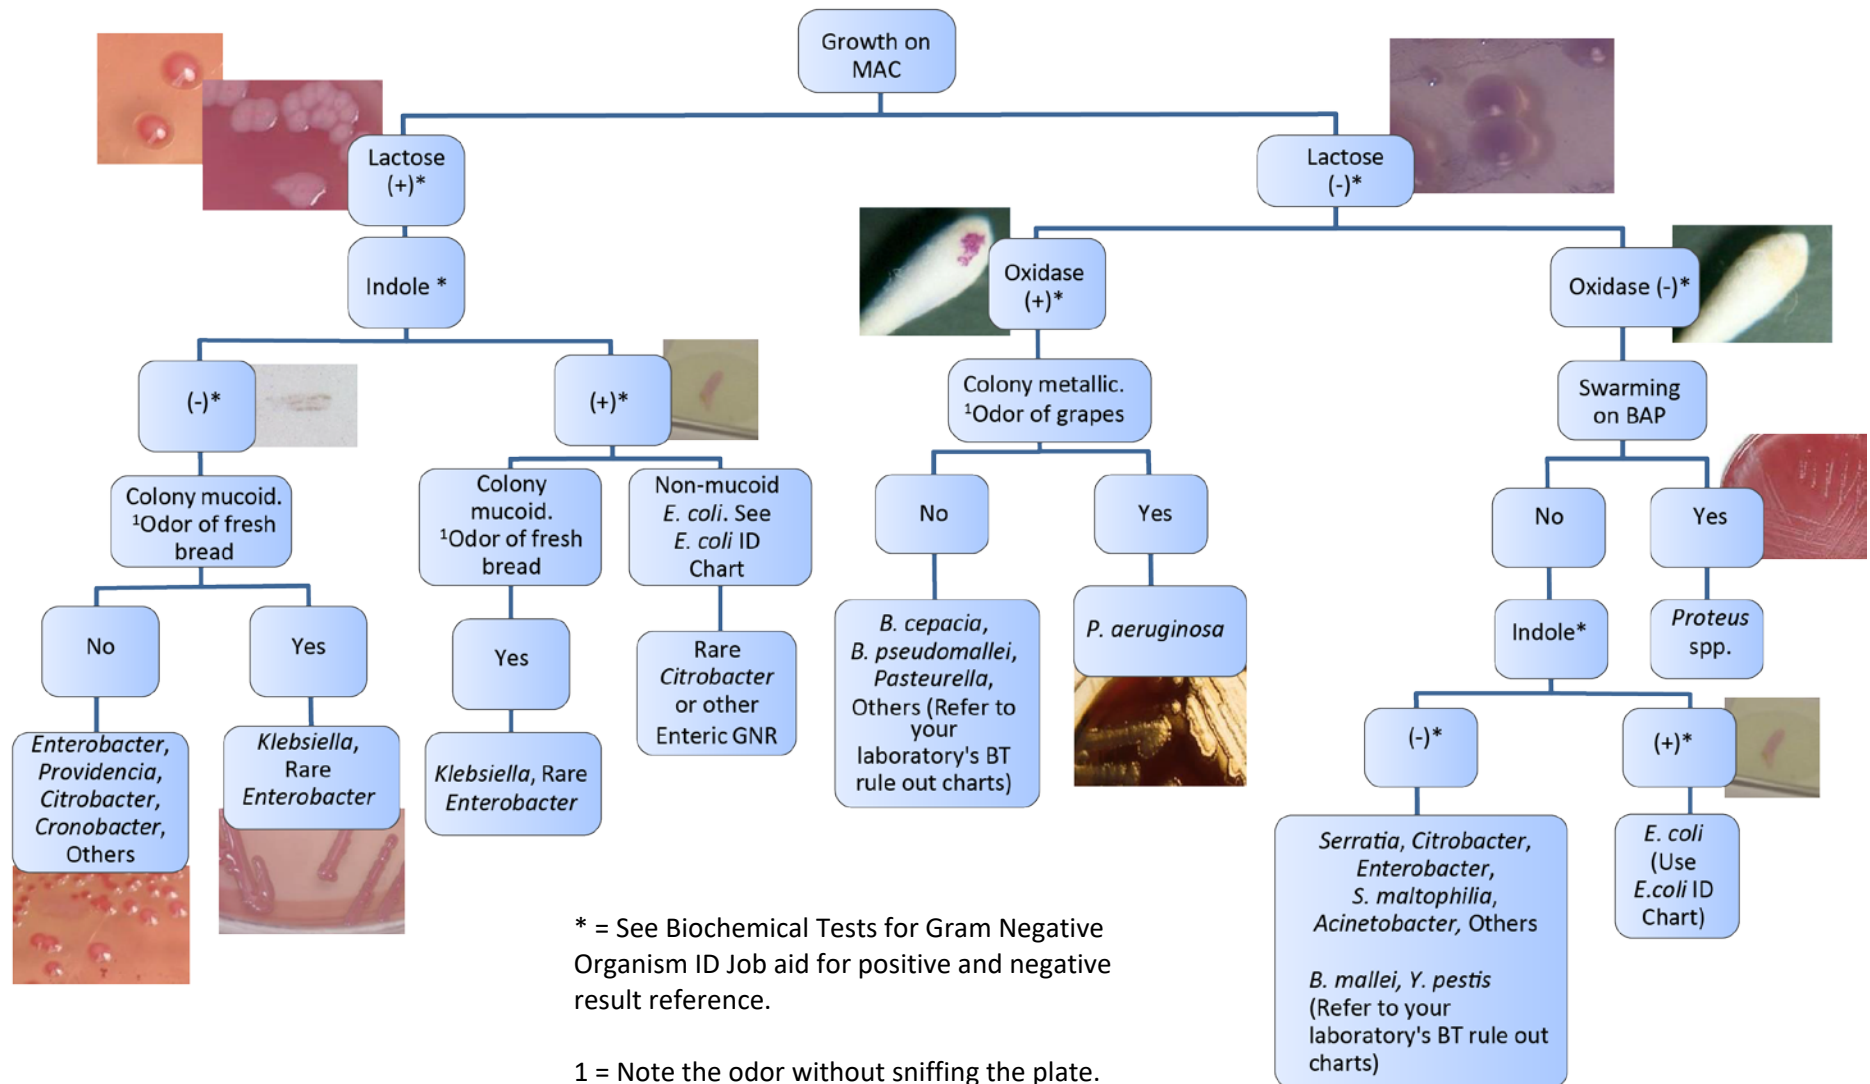 Growth on
MAC
Lactose
(+)*
Lactose
(-)*
Indole *
Oxidase
(+)*
Oxidase (-)*
(-)*
(+)*
Colony metallic.
¹Odor of grapes
Swarming
on BAP
Colony mucoid.
¹Odor of fresh
bread
Colony
mucoid.
¹Odor of fresh
bread
Non-mucoid
E. coli. See
E. coli ID
Chart
No
Yes
No
Yes
No
Yes
Yes
Rare
Citrobacter
or other
Enteric GNR
B. cepacia,
B. pseudomallei,
Pasteurella,
Others (Refer to
your
laboratory's BT
rule out charts)
P. aeruginosa
Indole*
Proteus
spp.
Enterobacter,
Providencia,
Citrobacter,
Cronobacter,
Others
Klebsiella,
Rare
Enterobacter
Klebsiella, Rare
Enterobacter
(-)*
(+)*
Serratia, Citrobacter,
Enterobacter,
S. maltophilia,
Acinetobacter, Others
B. mallei, Y. pestis
(Refer to your
laboratory's BT rule out
charts)
E. coli
(Use
E.coli ID
Chart)
* = See Biochemical Tests for Gram Negative
Organism ID Job aid for positive and negative
result reference.
1 = Note the odor without sniffing the plate.